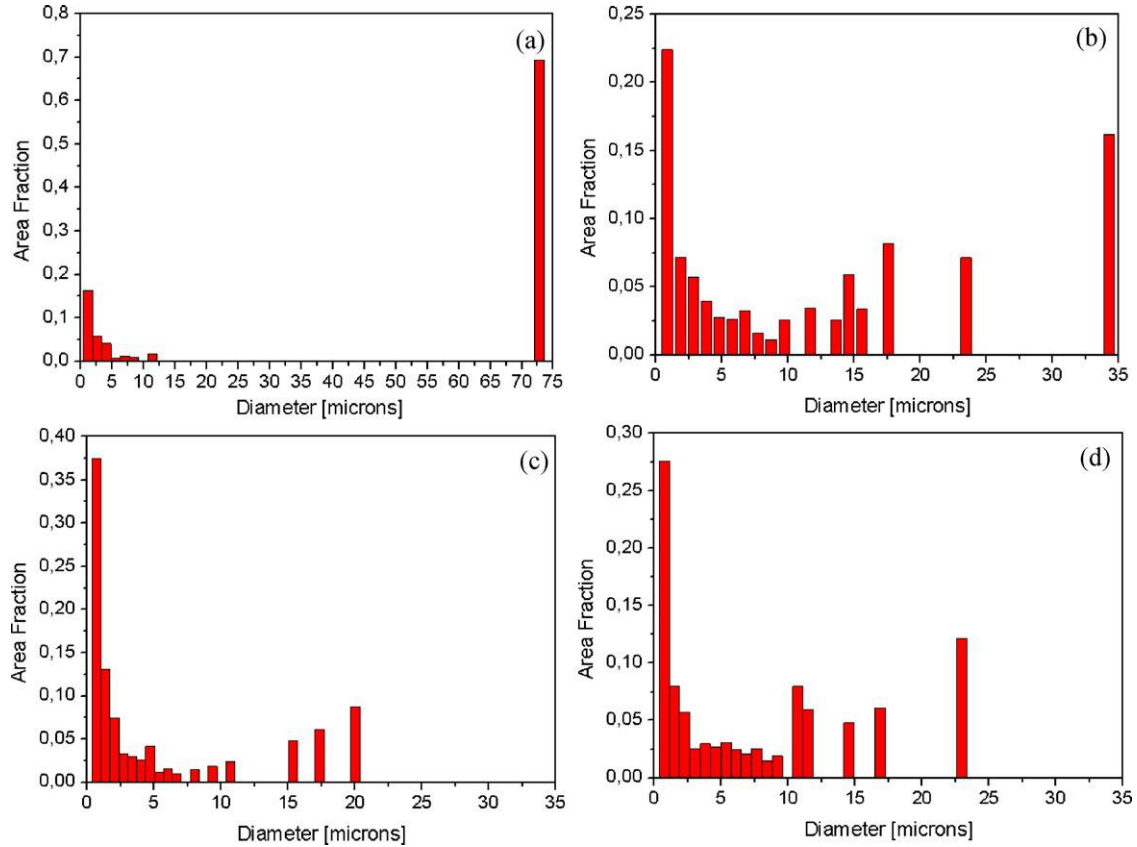 (a)
0,8
0,7
0,6
0,5
0,4
0,3
0,2
0,1
0,0
Area Fraction
0 5 10 15 20 25 30 35 40 45 50 55 60 65 70 75
Diameter [microns]
(b)
0,25
0,20
0,15
0,10
0,05
0,00
Area Fraction
0 5 10 15 20 25 30 35
Diameter [microns]
(c)
0,40
0,35
0,30
0,25
0,20
0,15
0,10
0,05
0,00
Area Fraction
0 5 10 15 20 25 30 35
Diameter [microns]
(d)
0,30
0,25
0,20
0,15
0,10
0,05
0,00
Area Fraction
0 5 10 15 20 25 30 35
Diameter [microns]